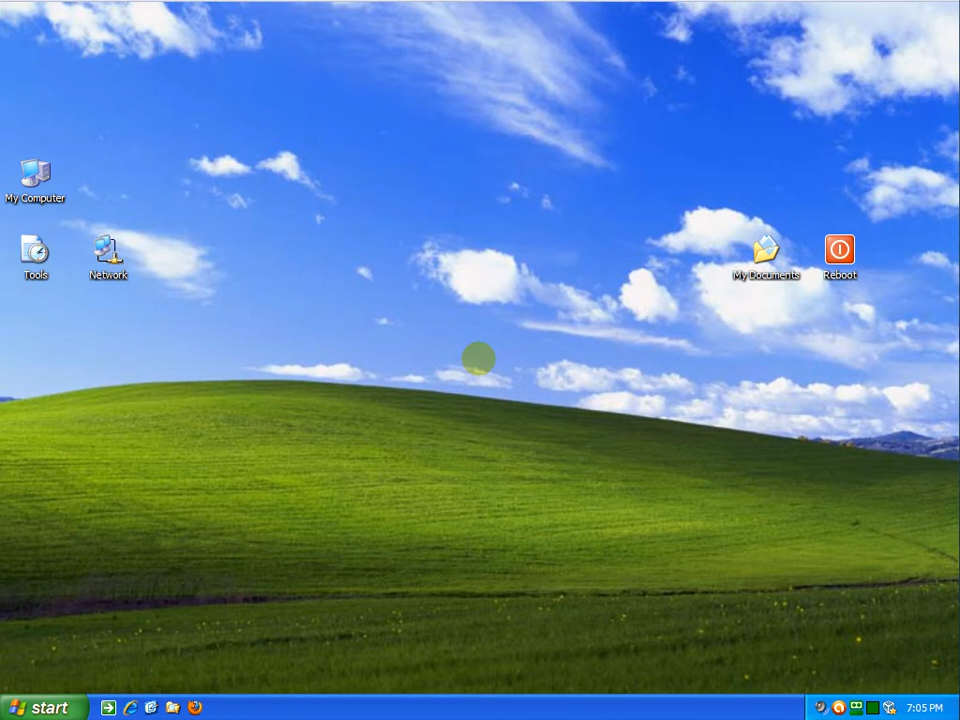 My Computer
Tools
Network
My Documents
Reboot
start
7:05 PM